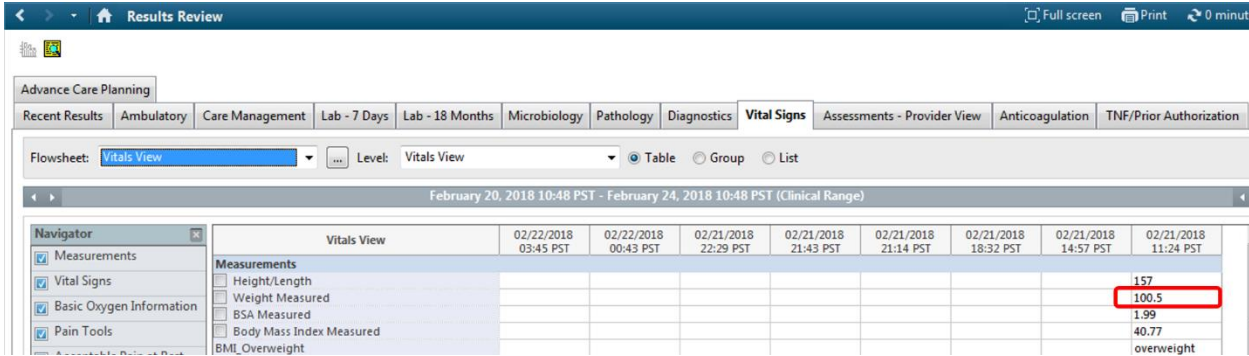 Results Review
Full screen Print 0 minut
Advance Care Planning
Recent Results Ambulatory Care Management Lab - 7 Days Lab - 18 Months Microbiology Pathology Diagnostics Vital Signs Assessments - Provider View Anticoagulation TNF/Prior Authorization
Flowsheet: Vitals View ... Level: Vitals View Table Group List
February 20, 2018 10:48 PST - February 24, 2018 10:48 PST (Clinical Range)
Navigator
Measurements
Vital Signs
Basic Oxygen Information
Pain Tools
Vitals View
02/22/2018 03:45 PST
02/22/2018 00:43 PST
02/21/2018 22:29 PST
02/21/2018 21:43 PST
02/21/2018 21:14 PST
02/21/2018 18:32 PST
02/21/2018 14:57 PST
02/21/2018 11:24 PST
Measurements
Height/Length 157
Weight Measured 100.5
BSA Measured 1.99
Body Mass Index Measured 40.77
BMI_Overweight overweight